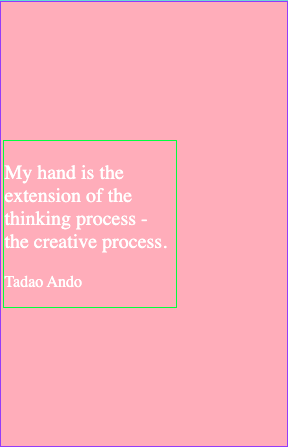 My hand is the
extension of the
thinking process -
the creative process.
Tadao Ando